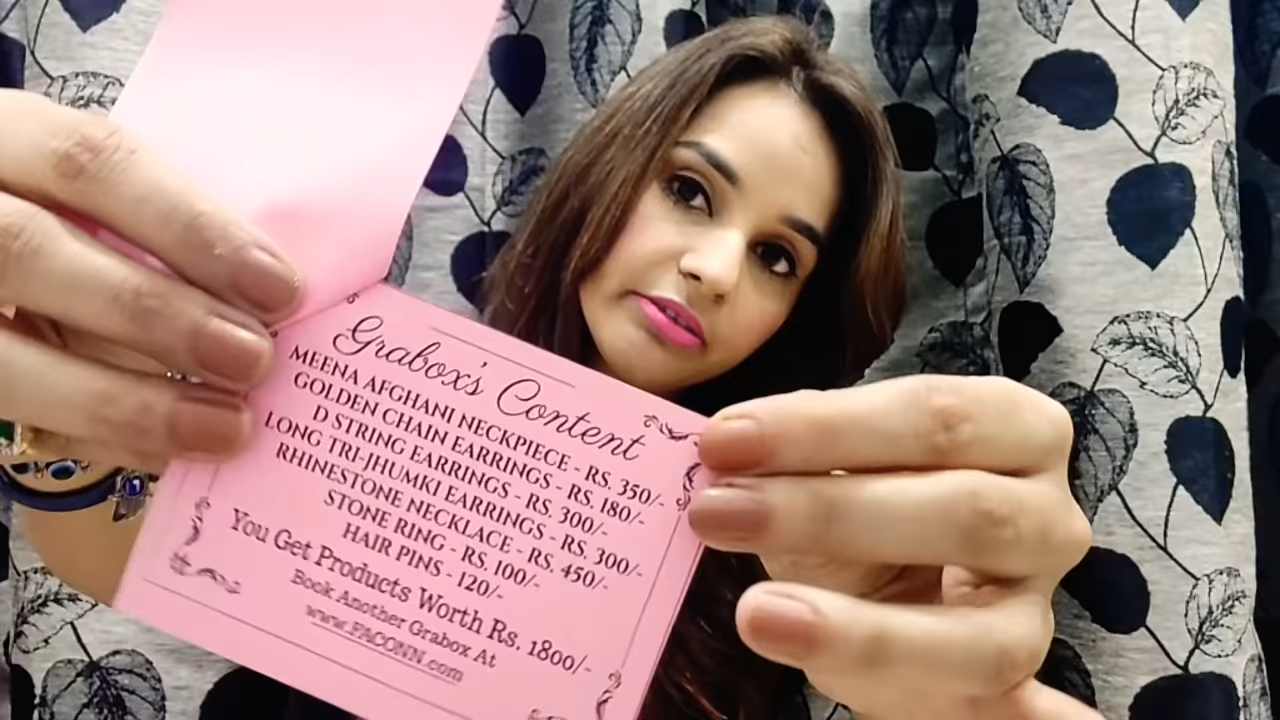 Grabox's Content
MEENA AFGHANI NECKPIECE - RS. 350/-
GOLDEN CHAIN EARRINGS - RS. 180/-
D STRING EARRINGS - RS. 300/-
LONG TRI-JHUMKI EARRINGS - RS. 300/-
RHINESTONE NECKLACE - RS. 450/-
STONE RING - RS. 100/-
HAIR PINS - 120/-
You Get Products Worth Rs. 1800/-
Book Another Grabox At
www.FACONN.com